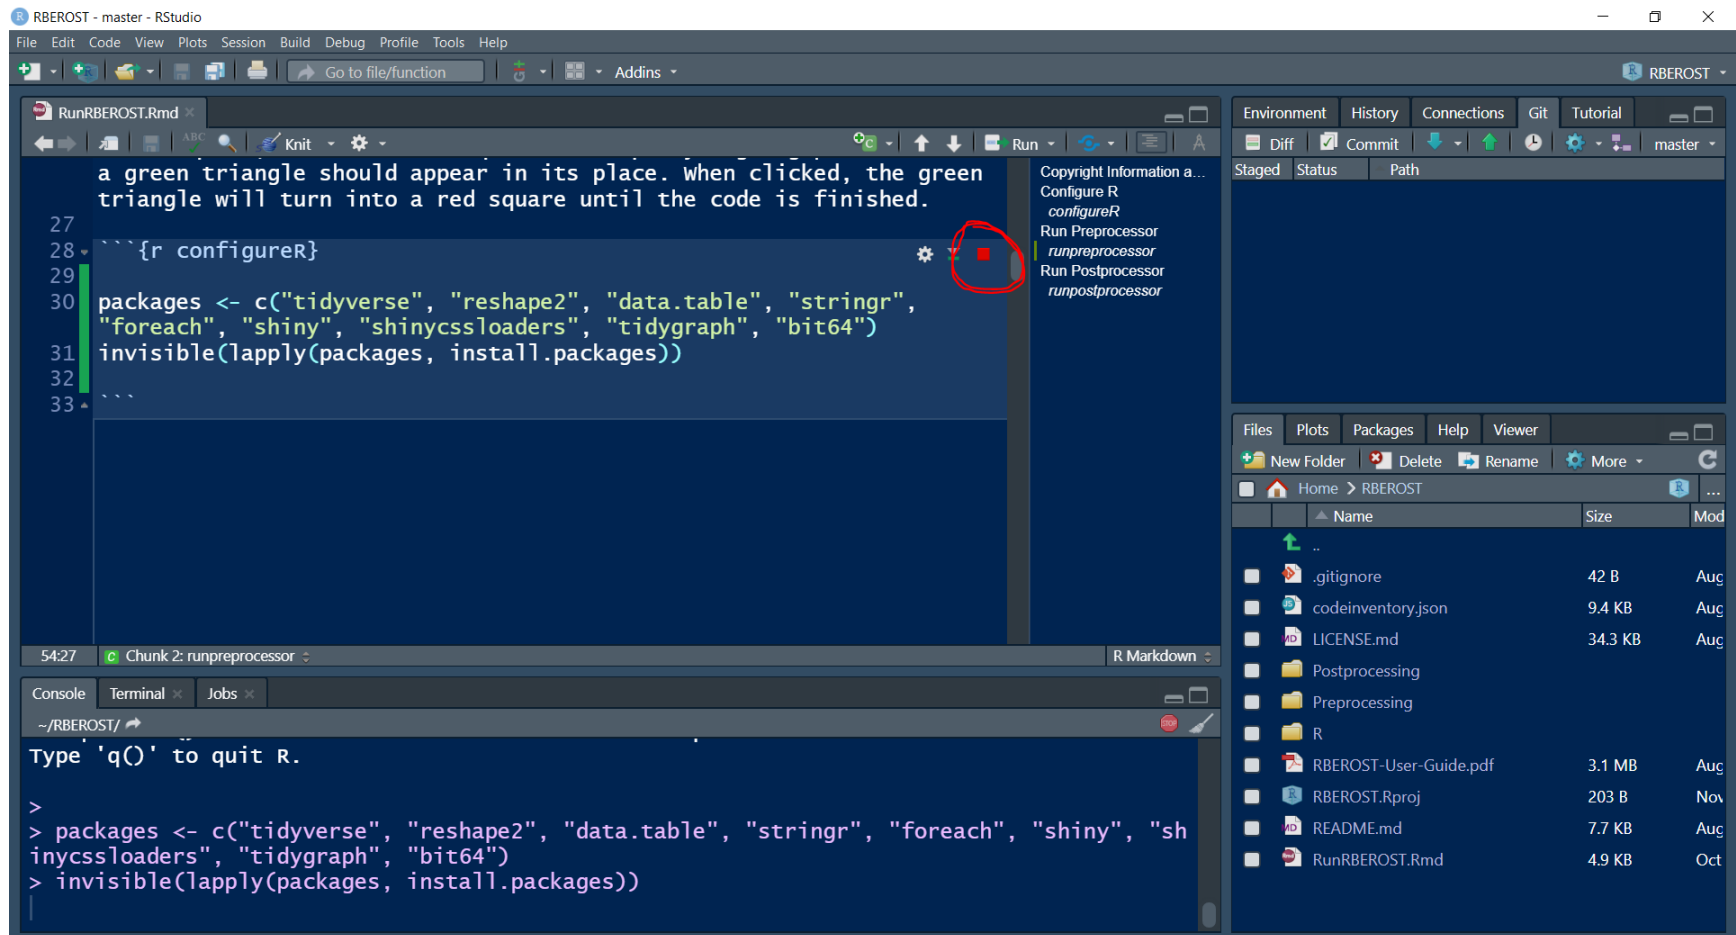 RBEROST - master - RStudio
File Edit Code View Plots Session Build Debug Profile Tools Help
Go to file/function Addins RBEROST
RunRBEROST.Rmd
ABC Knit Run
a green triangle should appear in its place. When clicked, the green
triangle will turn into a red square until the code is finished.
27
28 ```{r configureR}
29
30 packages <- c("tidyverse", "reshape2", "data.table", "stringr",
"foreach", "shiny", "shinycssloaders", "tidygraph", "bit64")
31 invisible(lapply(packages, install.packages))
32
33 ```
Copyright Information a...
Configure R
configureR
Run Preprocessor
runpreprocessor
Run Postprocessor
runpostprocessor
54:27 C Chunk 2: runpreprocessor R Markdown
Console Terminal Jobs
~/RBEROST/ STOP
Type 'q()' to quit R.
>
> packages <- c("tidyverse", "reshape2", "data.table", "stringr", "foreach", "shiny", "sh
inycssloaders", "tidygraph", "bit64")
> invisible(lapply(packages, install.packages))
Environment History Connections Git Tutorial
Diff Commit master
Staged Status Path
Files Plots Packages Help Viewer
New Folder Delete Rename More
Home RBEROST ...
Name Size Mod
..
.gitignore 42 B Aug
codeinventory.json 9.4 KB Aug
LICENSE.md 34.3 KB Aug
Postprocessing
Preprocessing
R
RBEROST-User-Guide.pdf 3.1 MB Aug
RBEROST.Rproj 203 B Nov
README.md 7.7 KB Aug
RunRBEROST.Rmd 4.9 KB Oct